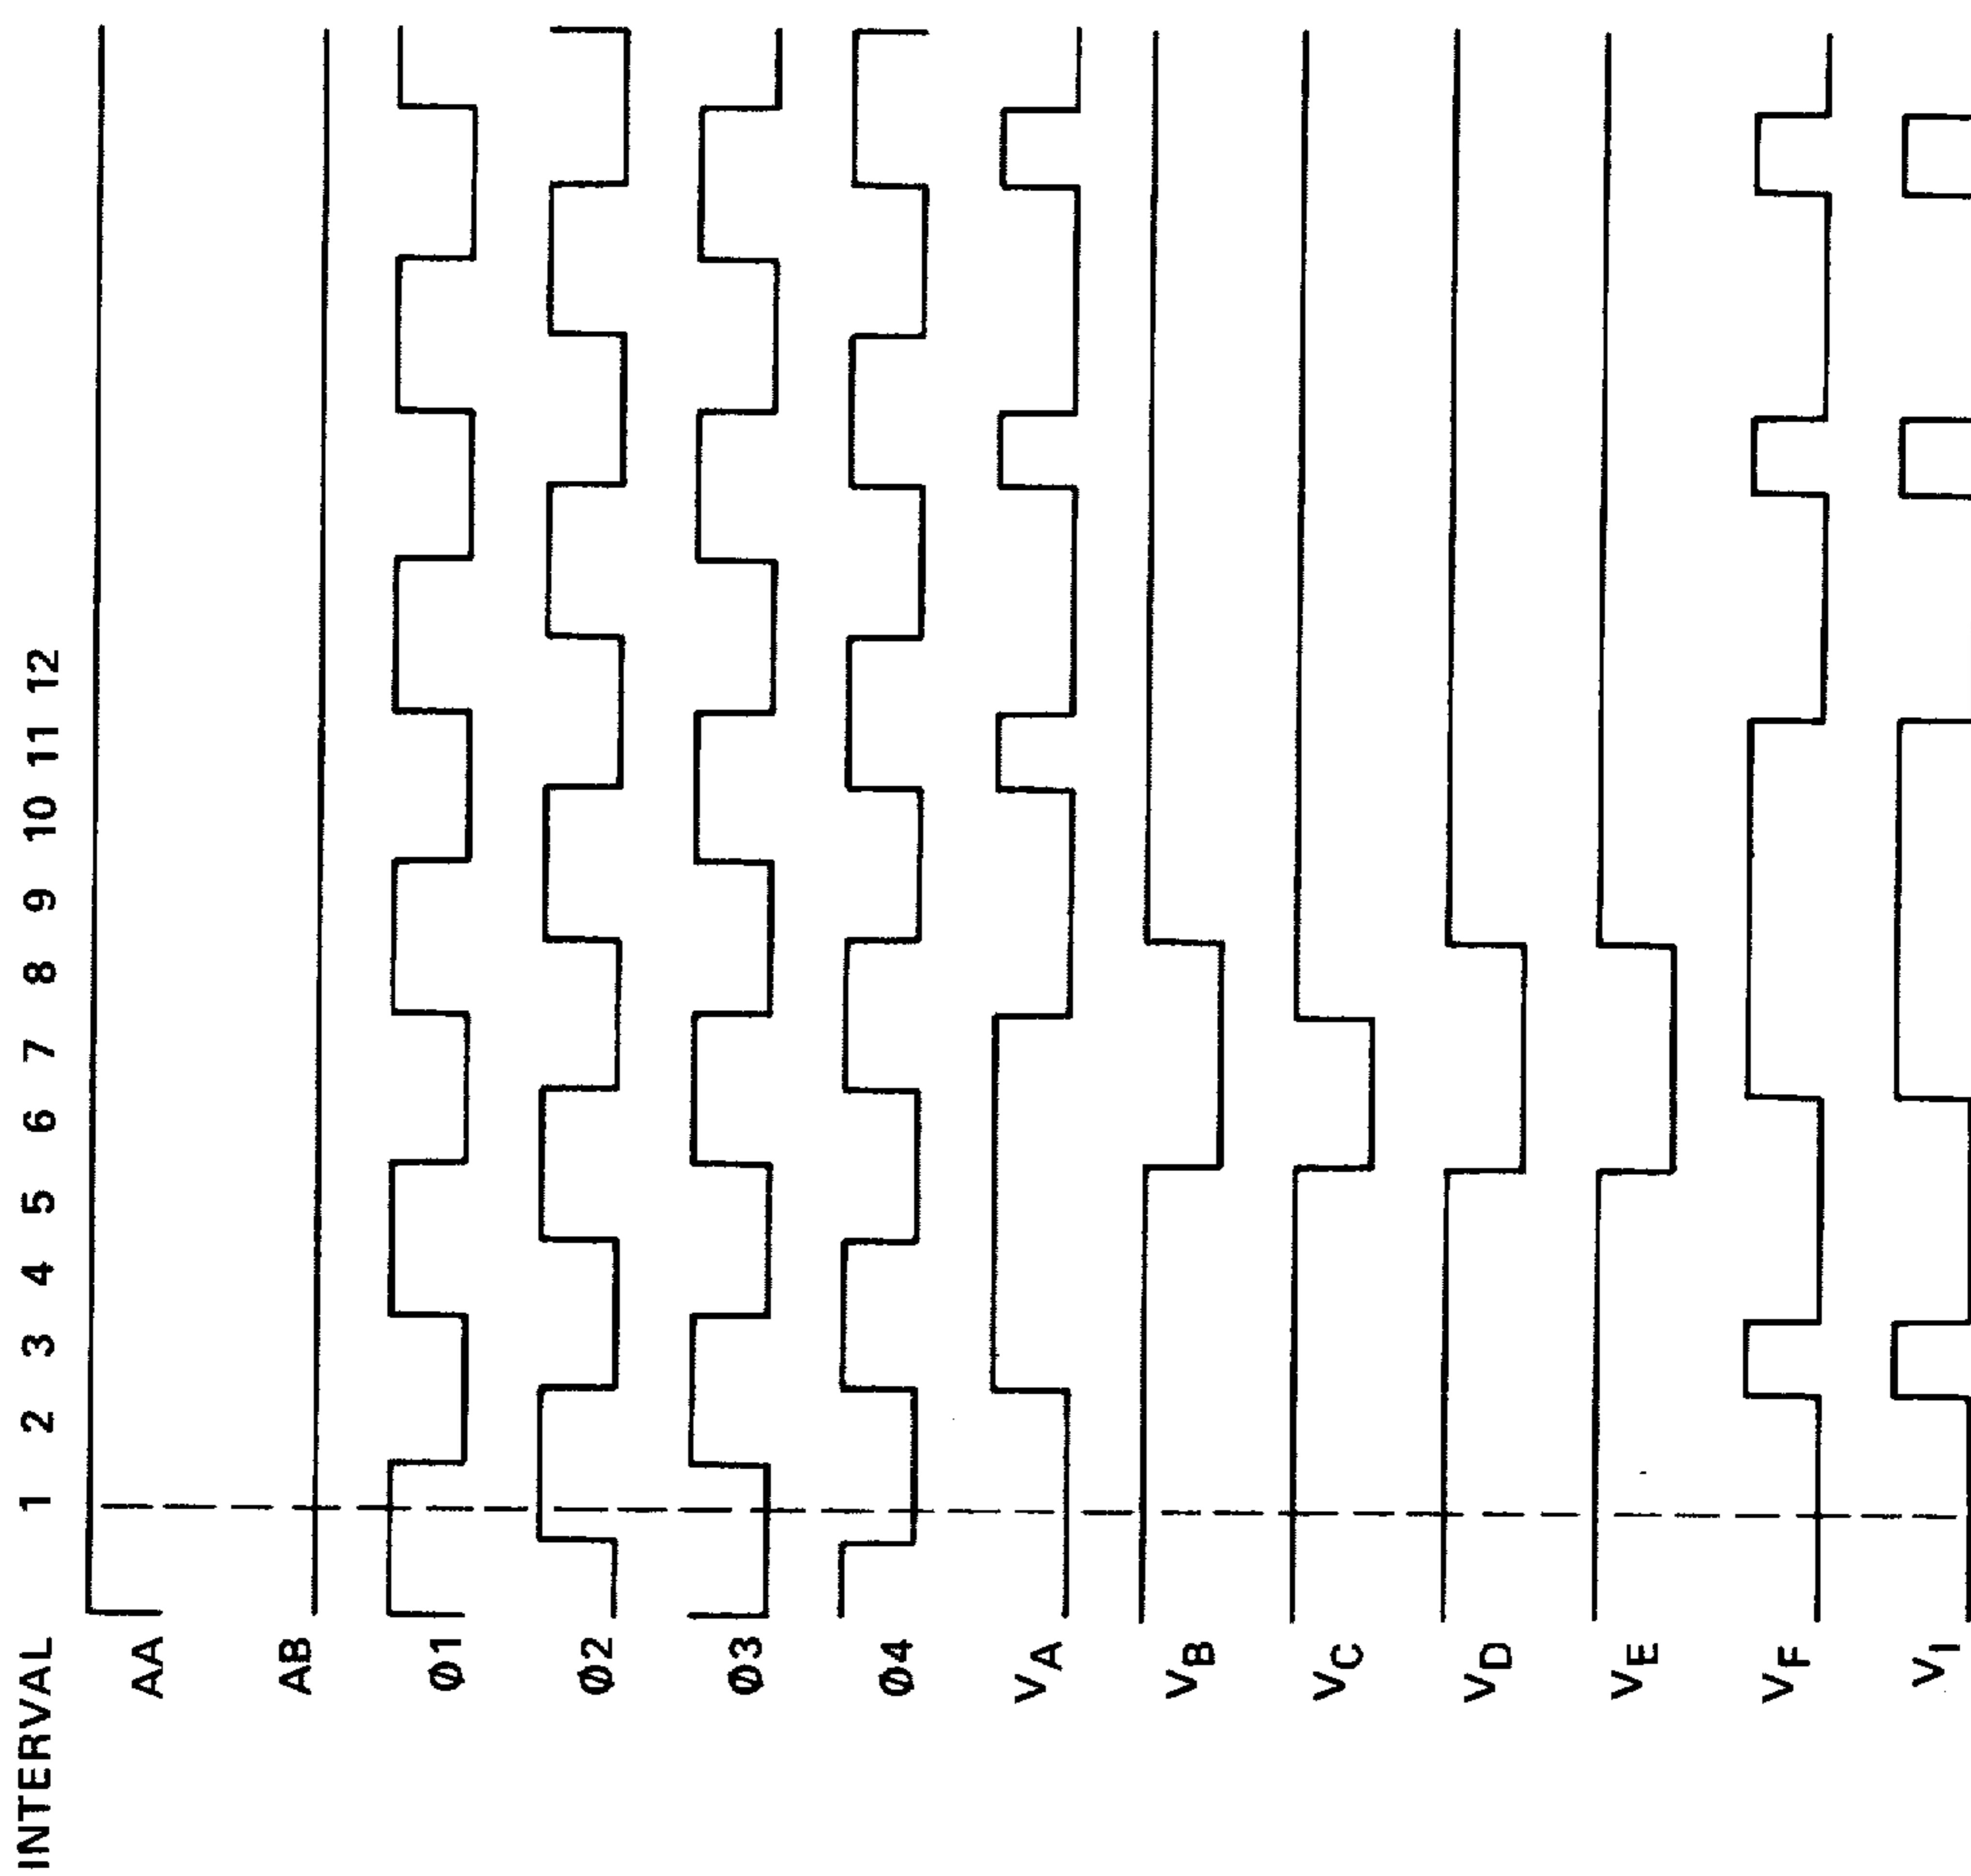 INTERVAL 1 2 3 4 5 6 7 8 9 10 11 12
AA
AB
Ø1
Ø2
Ø3
Ø4
VA
VB
VC
VD
VE
VF
VI